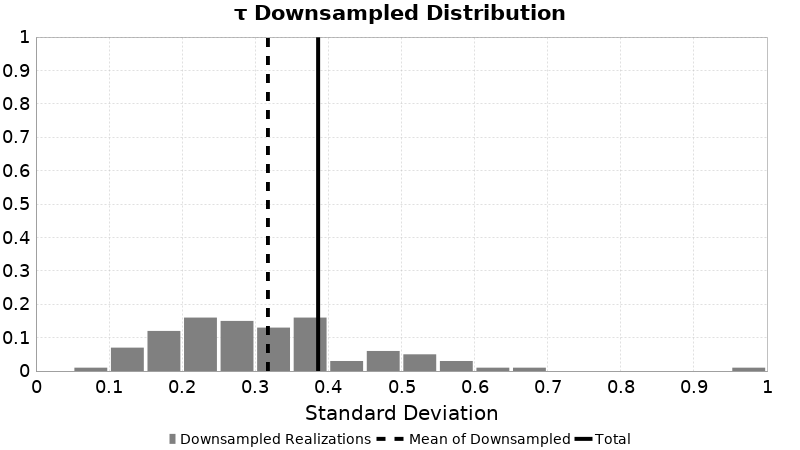 τ Downsampled Distribution
1
0.9
0.8
0.7
0.6
0.5
0.4
0.3
0.2
0.1
0
0 0.1 0.2 0.3 0.4 0.5 0.6 0.7 0.8 0.9 1
Standard Deviation
Downsampled Realizations Mean of Downsampled Total